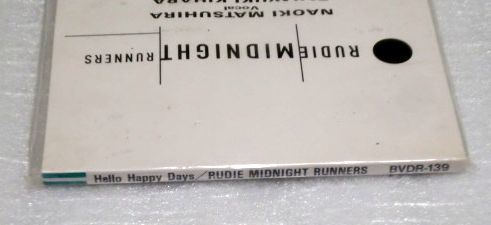 RUDIE MIDNIGHT RUNNERS
Vocal
NAOKI MATSUHIRA
Hello Happy Days/RUDIE MIDNIGHT RUNNERS BVDR-139